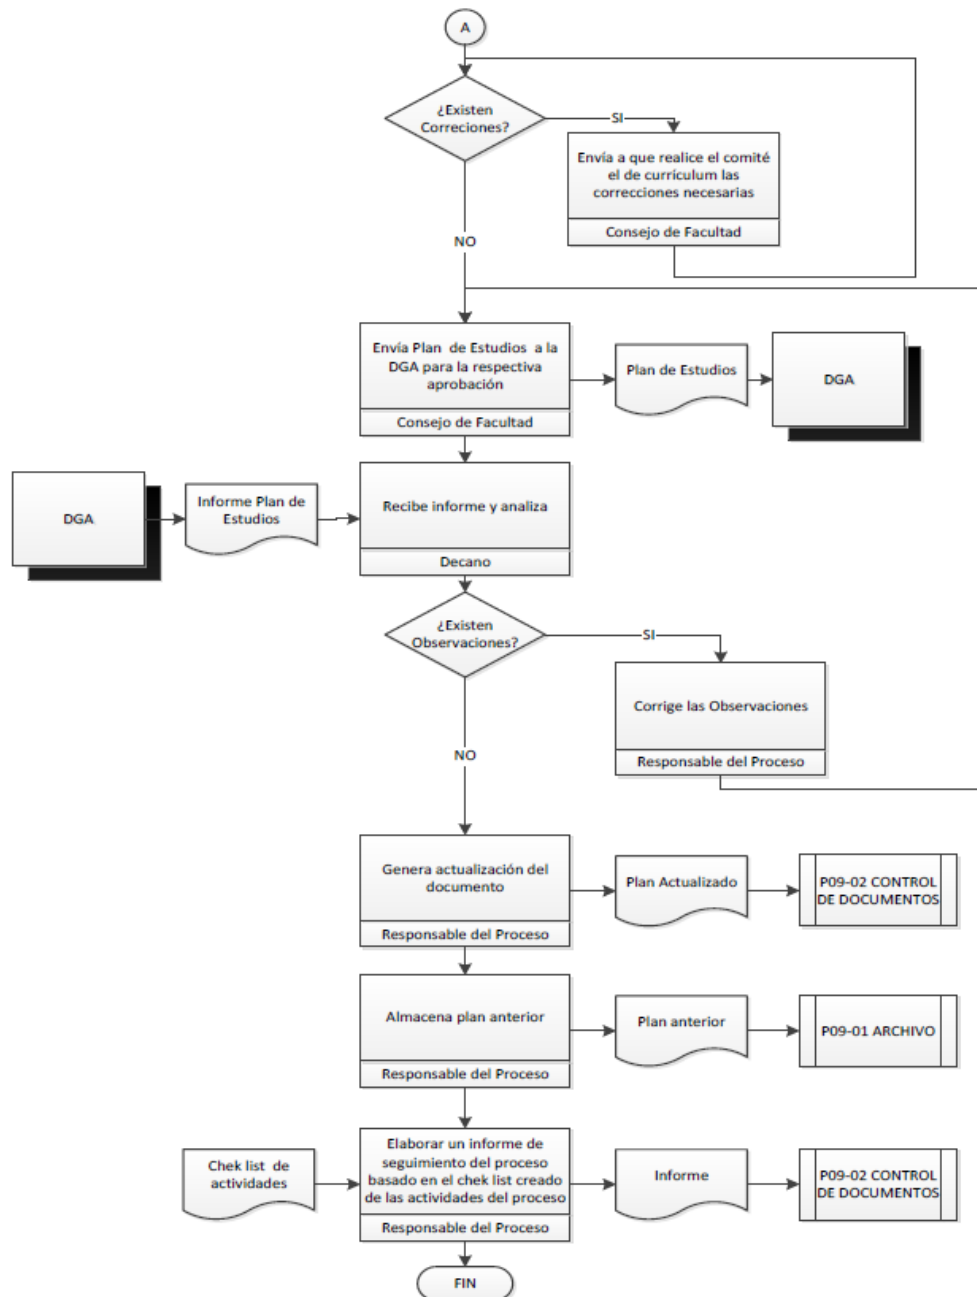 A
¿Existen
Correciones?
SI
Envía a que realice el comité
el de currículum las
correcciones necesarias
Consejo de Facultad
NO
Envía Plan de Estudios a la
DGA para la respectiva
aprobación
Consejo de Facultad
Plan de Estudios
DGA
DGA
Informe Plan de
Estudios
Recibe informe y analiza
Decano
¿Existen
Observaciones?
SI
Corrige las Observaciones
Responsable del Proceso
NO
Genera actualización del
documento
Responsable del Proceso
Plan Actualizado
P09-02 CONTROL
DE DOCUMENTOS
Almacena plan anterior
Responsable del Proceso
Plan anterior
P09-01 ARCHIVO
Chek list de
actividades
Elaborar un informe de
seguimiento del proceso
basado en el chek list creado
de las actividades del proceso
Responsable del Proceso
Informe
P09-02 CONTROL
DE DOCUMENTOS
FIN